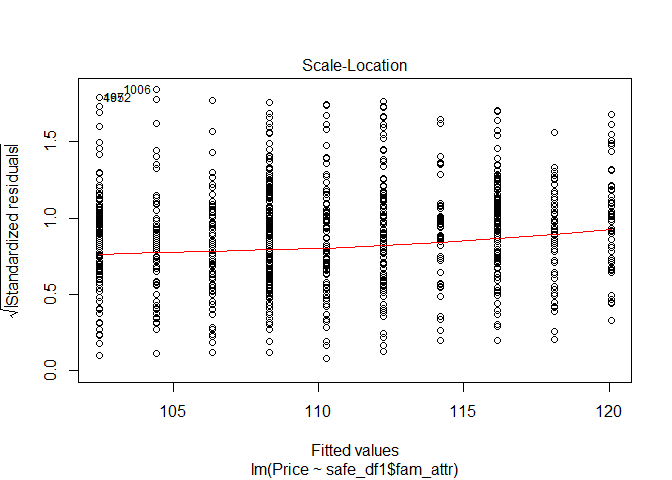 Scale-Location
1006
√|Standardized residuals|
1.5
1.0
0.5
0.0
105
110
115
120
Fitted values
lm(Price ~ safe_df1$fam_attr)